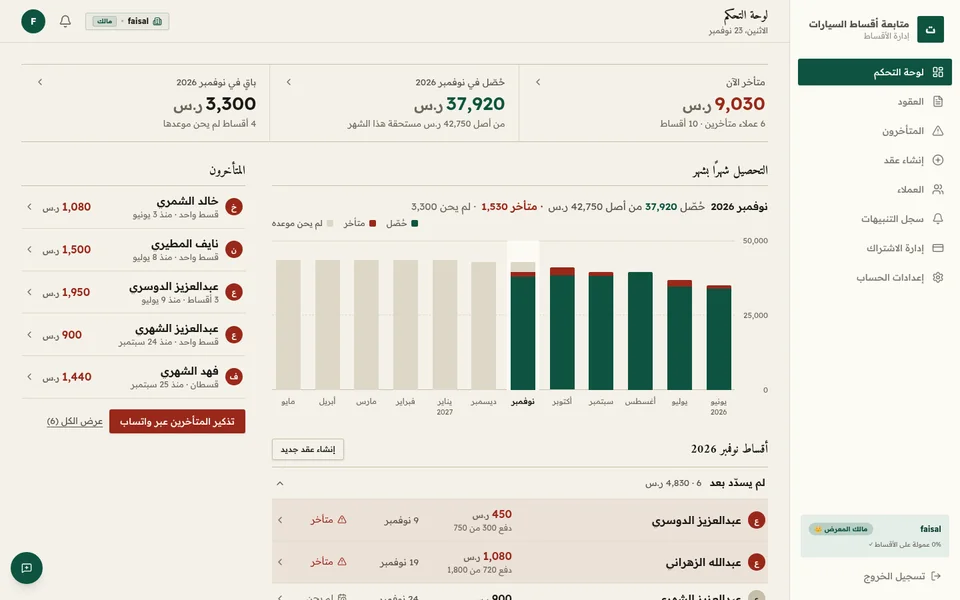 ت
متابعة أقساط السيارات
إدارة الأقساط
لوحة التحكم
العقود
المتأخرون
إنشاء عقد
العملاء
سجل التنبيهات
إدارة الاشتراك
إعدادات الحساب
faisal
مالك المعرض
0% عمولة على الأقساط ✓
تسجيل الخروج
لوحة التحكم
الاثنين، 23 نوفمبر
faisal · مالك
F
متأخر الآن
9,030 ر.س
6 عملاء متأخرين · 10 أقساط
حُصّل في نوفمبر 2026
37,920 ر.س
من أصل 42,750 ر.س مستحقة هذا الشهر
باقٍ في نوفمبر 2026
3,300 ر.س
4 أقساط لم يحن موعدها
التحصيل شهرًا بشهر
نوفمبر 2026 حُصّل 37,920 من أصل 42,750 ر.س · متأخر 1,530 · لم يحن 3,300
حُصّل
متأخر
لم يحن موعده
50,000
25,000
0
يونيو 2026
يوليو
أغسطس
سبتمبر
أكتوبر
نوفمبر
ديسمبر
يناير 2027
فبراير
مارس
أبريل
مايو
المتأخرون
خ
خالد الشمري
قسط واحد · منذ 3 يونيو
1,080 ر.س
ن
نايف المطيري
قسط واحد · منذ 8 يوليو
1,500 ر.س
ع
عبدالعزيز الدوسري
3 أقساط · منذ 9 يوليو
1,950 ر.س
ع
عبدالعزيز الشهري
قسط واحد · منذ 24 سبتمبر
900 ر.س
ف
فهد الشهري
قسطان · منذ 25 سبتمبر
1,440 ر.س
تذكير المتأخرين عبر واتساب
عرض الكل (6)
أقساط نوفمبر 2026
إنشاء عقد جديد
لم يسدّد بعد 6 · 4,830 ر.س
ع
عبدالعزيز الدوسري
450 ر.س
دفع 300 من 750
9 نوفمبر
متأخر
ع
عبدالله الزهراني
1,080 ر.س
دفع 720 من 1,800
19 نوفمبر
متأخر
ع
عبدالعزيز الشهري
900 ر.س
24 نوفمبر
لم يحن